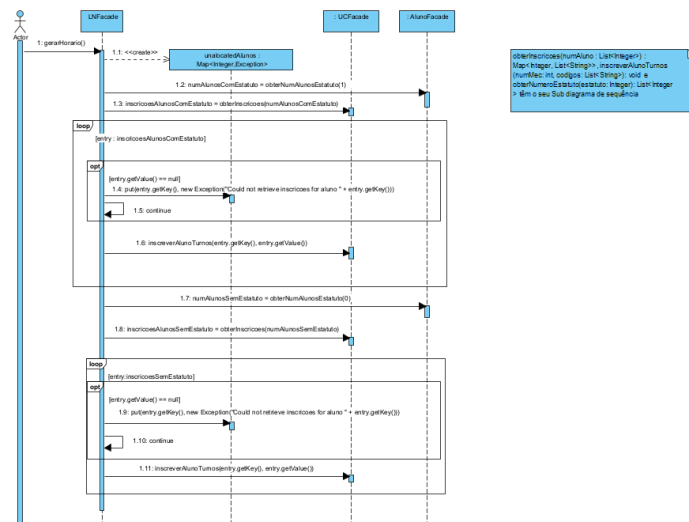 LNFacade
: UCFacade
: AlunoFacade
Actor
1: gerarHorario()
1.1: <<create>>
unalocatedAlunos :
Map<Integer,Exception>
obterInscricoes(numAluno : List<Integer>) :
Map<Integer, List<String>>, inscreverAlunoTurnos
(numMec: int, codigos: List<String>): void e
obterNumeroEstatuto(estatuto: Integer): List<Integer
> têm o seu Sub diagrama de sequência
1.2: numAlunosComEstatuto = obterNumAlunosEstatuto(1)
1.3: inscricoesAlunosComEstatuto = obterInscricoes(numAlunosComEstatuto)
loop
[entry : inscricoesAlunosComEstatuto]
opt
[entry.getValue() == null]
1.4: put(entry.getKey(), new Exception("Could not retrieve inscricoes for aluno " + entry.getKey()))
1.5: continue
1.6: inscreverAlunoTurnos(entry.getKey(), entry.getValue())
1.7: numAlunosSemEstatuto = obterNumAlunosEstatuto(0)
1.8: inscricoesAlunosSemEstatuto = obterInscricoes(numAlunosSemEstatuto)
loop
[entry:inscricoesSemEstatuto]
opt
[entry.getValue() == null]
1.9: put(entry.getKey(), new Exception("Could not retrieve inscricoes for aluno " + entry.getKey()))
1.10: continue
1.11: inscreverAlunoTurnos(entry.getKey(), entry.getValue())